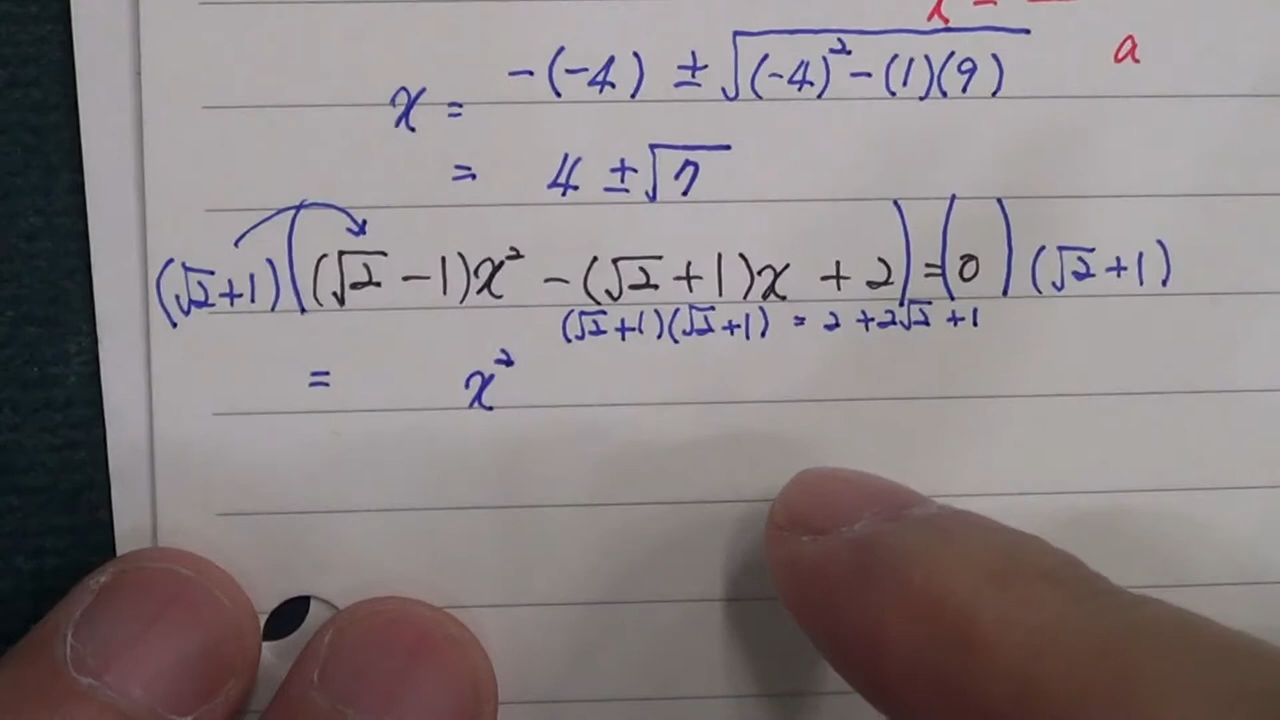 a
x = -(-4) ± √(-4)² - (1)(9)
= 4 ± √7
(√2+1)((√2 - 1)x² - (√2 + 1)x + 2) = (0)(√2 + 1)
(√2+1)(√2+1) = 2 + 2√2 + 1
= x²